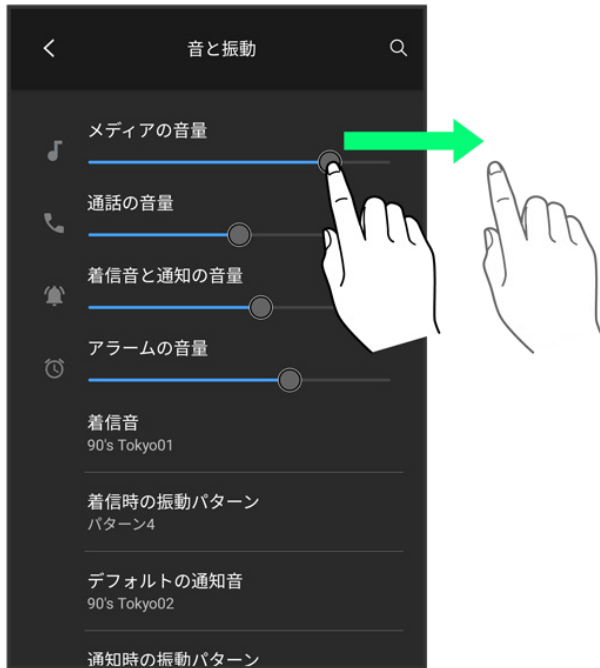 音と振動
メディアの音量
通話の音量
着信音と通知の音量
アラームの音量
着信音
90's Tokyo01
着信時の振動パターン
パターン4
デフォルトの通知音
90's Tokyo02
通知時の振動パターン